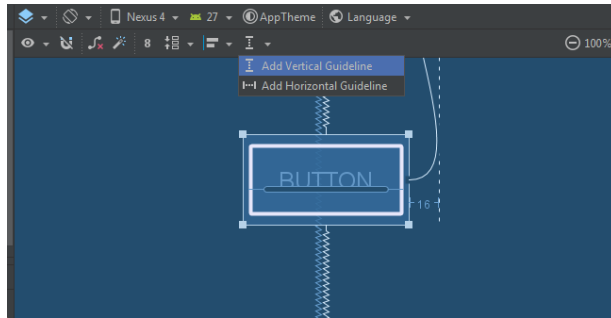 Nexus 4 27 AppTheme Language
8 100%
Add Vertical Guideline
Add Horizontal Guideline
BUTTON
16